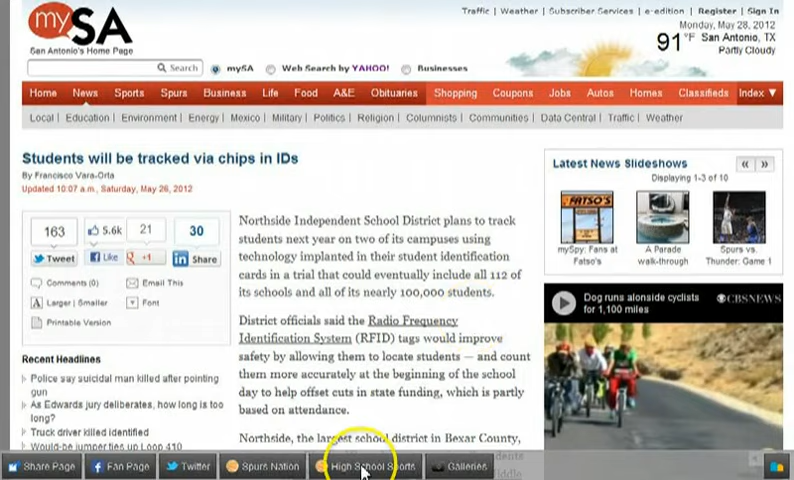 Traffic | Weather | Subscriber Services | e-edition | Register | Sign In
mySA
San Antonio's Home Page
Monday, May 28, 2012
91°F San Antonio, TX
Partly Cloudy
Search mySA Web Search by YAHOO! Businesses
Home News Sports Spurs Business Life Food A&E Obituaries Shopping Coupons Jobs Autos Homes Classifieds Index ▼
Local | Education | Environment | Energy | Mexico | Military | Politics | Religion | Columnists | Communities | Data Central | Traffic | Weather
Students will be tracked via chips in IDs
By Francisco Vara-Orta
Updated 10:07 a.m., Saturday, May 26, 2012
163 5.6k 21 30
Tweet Like +1 Share
Comments (0) Email This
Larger | Smaller Font
Printable Version
Recent Headlines
Police say suicidal man killed after pointing
gun
As Edwards jury deliberates, how long is too
long?
Truck driver killed identified
Would-be jumper ties up Loop 410
Northside Independent School District plans to track
students next year on two of its campuses using
technology implanted in their student identification
cards in a trial that could eventually include all 112 of
its schools and all of its nearly 100,000 students.
District officials said the Radio Frequency
Identification System (RFID) tags would improve
safety by allowing them to locate students — and count
them more accurately at the beginning of the school
day to help offset cuts in state funding, which is partly
based on attendance.
Northside, the largest school district in Bexar County,
Latest News Slideshows
Displaying 1-3 of 10
FATSO'S
mySpy: Fans at
Fatso's
A Parade
walk-through
Spurs vs.
Thunder: Game 1
Dog runs alonside cyclists
for 1,100 miles
CBSNEWS
Share Page Fan Page Twitter Spurs Nation High School Sports Galleries